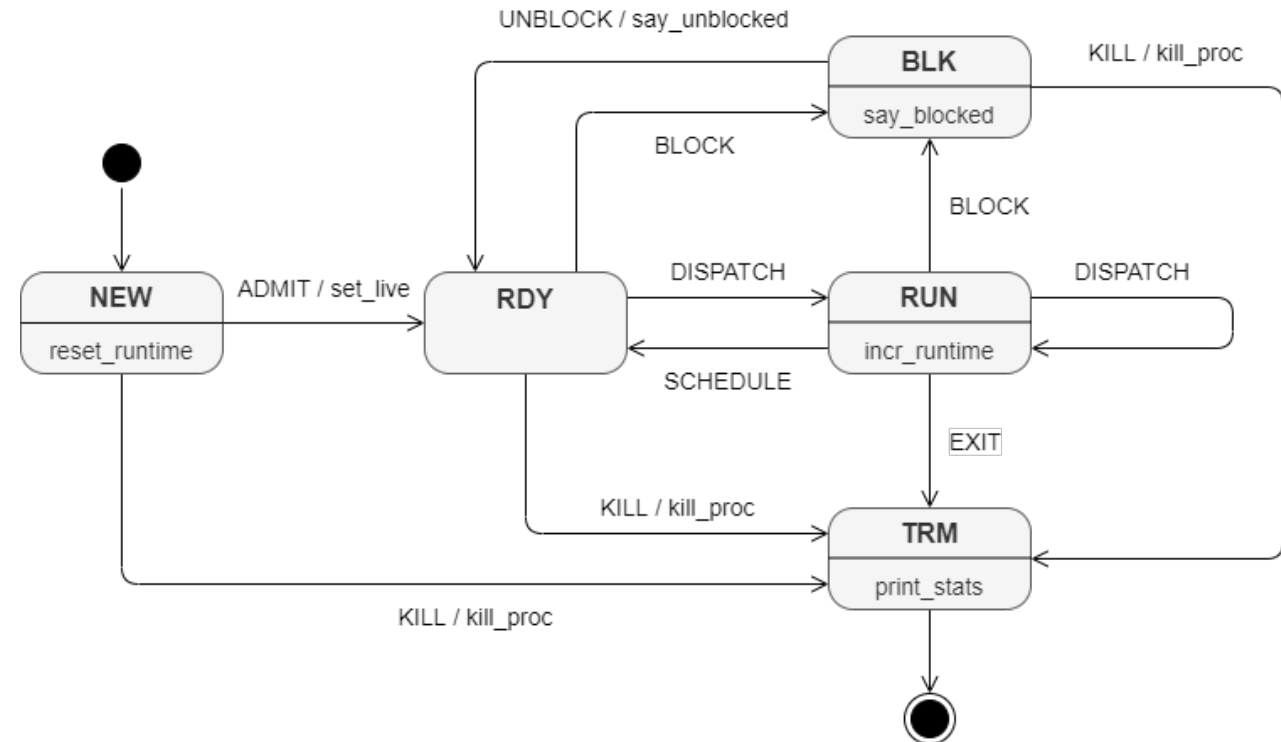 UNBLOCK / say_unblocked
BLK
KILL / kill_proc
say_blocked
BLOCK
BLOCK
NEW
ADMIT / set_live
RDY
DISPATCH
RUN
DISPATCH
reset_runtime
incr_runtime
SCHEDULE
EXIT
KILL / kill_proc
TRM
print_stats
KILL / kill_proc